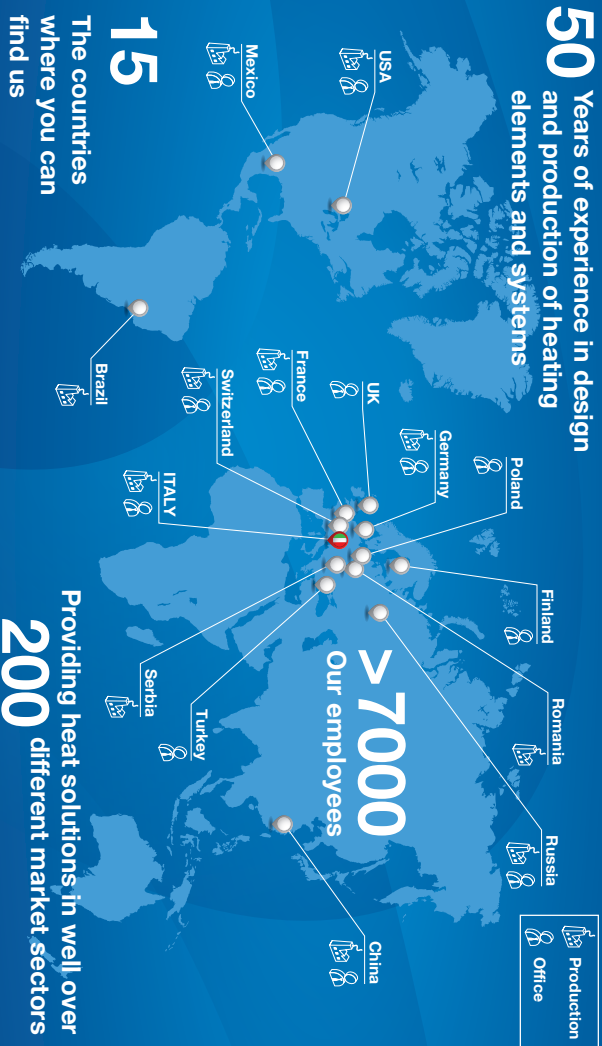 50
Years of experience in design
and production of heating
elements and systems
15
The countries
where you can
find us
USA
Mexico
Brazil
UK
France
Switzerland
ITALY
Germany
Poland
Finland
Romania
Russia
Serbia
Turkey
China
> 7000
Our employees
Providing heat solutions in well over
200 different market sectors
Production
Office